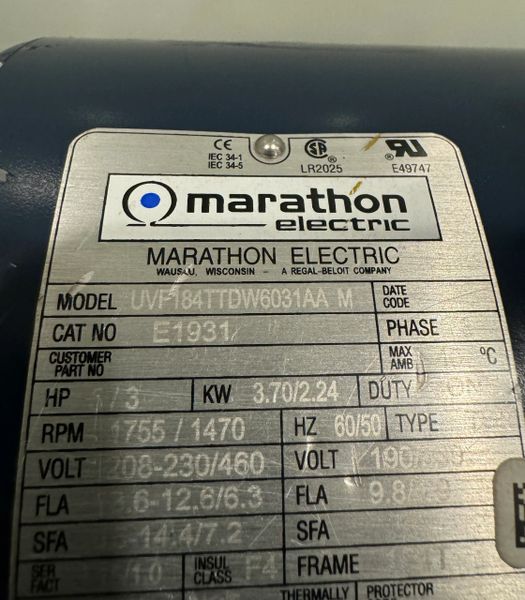 CE
IEC 34-1
IEC 34-5
LR2025
E49747
marathon
electric
MARATHON ELECTRIC
WAUSAU, WISCONSIN - A REGAL-BELOIT COMPANY
MODEL UVF184TTDW6031AA M DATE CODE
CAT NO E1931 PHASE
CUSTOMER PART NO MAX AMB °C
HP /3 KW 3.70/2.24 DUTY
RPM 1755 / 1470 HZ 60/50 TYPE
VOLT 208-230/460 VOLT 190/
FLA 12.6/6.3 FLA 9.8/
SFA 14.4/7.2 SFA
SER FACT /1.0 INSUL CLASS F4 FRAME
THERMALLY PROTECTOR